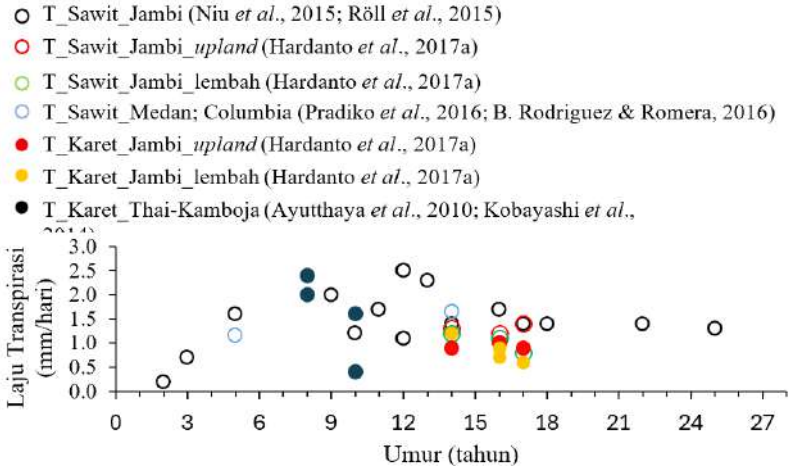 T_Sawit_Jambi (Niu et al., 2015; Röll et al., 2015)
T_Sawit_Jambi_upland (Hardanto et al., 2017a)
T_Sawit_Jambi_lembah (Hardanto et al., 2017a)
T_Sawit_Medan; Columbia (Pradiko et al., 2016; B. Rodriguez & Romera, 2016)
T_Karet_Jambi_upland (Hardanto et al., 2017a)
T_Karet_Jambi_lembah (Hardanto et al., 2017a)
T_Karet_Thai-Kamboja (Ayutthaya et al., 2010; Kobayashi et al.,
Laju Transpirasi
(mm/hari)
3.0
2.5
2.0
1.5
1.0
0.5
0.0
0 3 6 9 12 15 18 21 24 27
Umur (tahun)